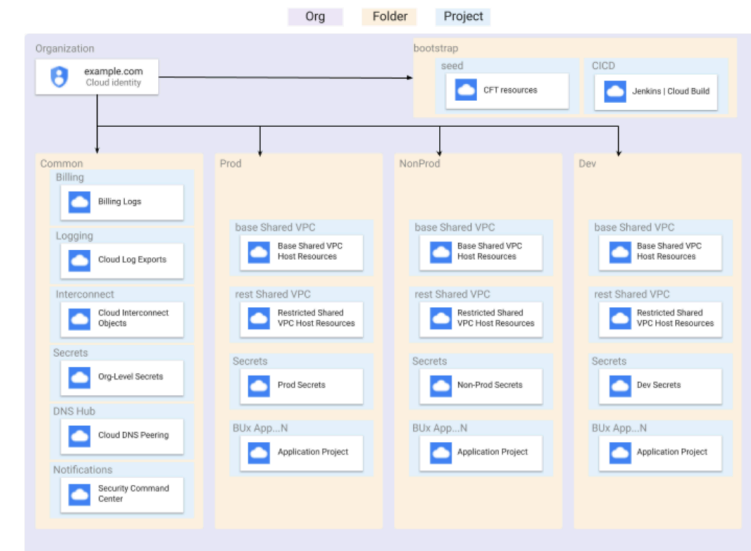 Org
Folder
Project
Organization
example.com
Cloud identity
bootstrap
seed
CFT resources
CICD
Jenkins | Cloud Build
Common
Billing
Billing Logs
Logging
Cloud Log Exports
Interconnect
Cloud Interconnect
Objects
Secrets
Org-Level Secrets
DNS Hub
Cloud DNS Peering
Notifications
Security Command
Center
Prod
base Shared VPC
Base Shared VPC
Host Resources
rest Shared VPC
Restricted Shared
VPC Host Resources
Secrets
Prod Secrets
BUx App...N
Application Project
NonProd
base Shared VPC
Base Shared VPC
Host Resources
rest Shared VPC
Restricted Shared
VPC Host Resources
Secrets
Non-Prod Secrets
BUx App...N
Application Project
Dev
base Shared VPC
Base Shared VPC
Host Resources
rest Shared VPC
Restricted Shared
VPC Host Resources
Secrets
Dev Secrets
BUx App...N
Application Project